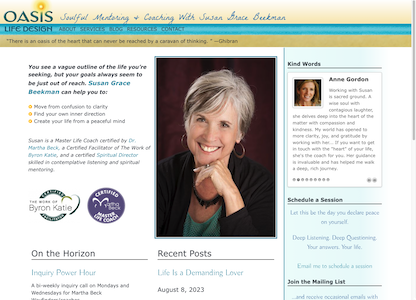 OASIS
LIFE DESIGN
Soulful Mentoring & Coaching With Susan Grace Beekman
ABOUT SERVICES BLOG RESOURCES CONTACT
"There is an oasis of the heart that can never be reached by a caravan of thinking. " —Ghibran
You see a vague outline of the life you're
seeking, but your goals always seem to
be just out of reach. Susan Grace
Beekman can help you to:
Move from confusion to clarity
Find your own inner direction
Create your life from a peaceful mind
Susan is a Master Life Coach certified by Dr.
Martha Beck, a Certified Facilitator of The Work of
Byron Katie, and a certified Spiritual Director
skilled in contemplative listening and spiritual
mentoring.
CERTIFIED
THE WORK OF
Byron Katie
FACILITATOR
CERTIFIED
Martha Beck
MASTER
LIFE COACH
On the Horizon
Inquiry Power Hour
A bi-weekly inquiry call on Mondays and
Wednesdays for Martha Beck
Recent Posts
Life Is a Demanding Lover
August 8, 2023
Kind Words
Anne Gordon
Working with Susan
is sacred ground. A
wise soul with
contagious laughter,
she delves deep into the heart of the
matter with compassion and
kindness. My world has opened to
more clarity, joy, and gratitude by
working with her... If you want to get
in touch with the "heart" of your life,
she's the coach for you. Her guidance
is invaluable and has helped me walk
a deep, rich journey.
Schedule a Session
Let this be the day you declare peace
on yourself.
Deep Listening. Deep Questioning.
Your answers. Your life.
Email me to schedule a session!
Join the Mailing List
...and receive occasional emails with